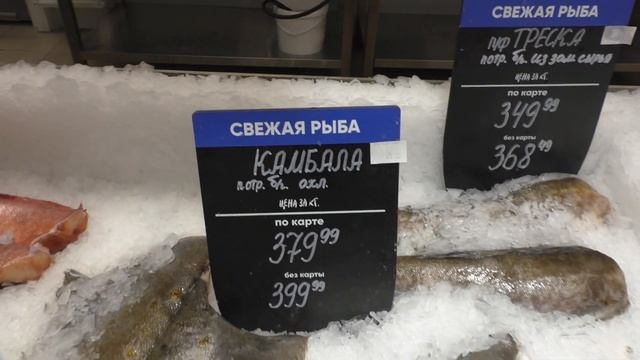 СВЕЖАЯ РЫБА
КАМБАЛА
потр. б/г. охл.
ЦЕНА ЗА КГ.
по карте
379 99
без карты
399 99
СВЕЖАЯ РЫБА
п/ф ТРЕСКА
потр. б/г. из зам сырья
ЦЕНА ЗА КГ.
по карте
349 99
без карты
368 49